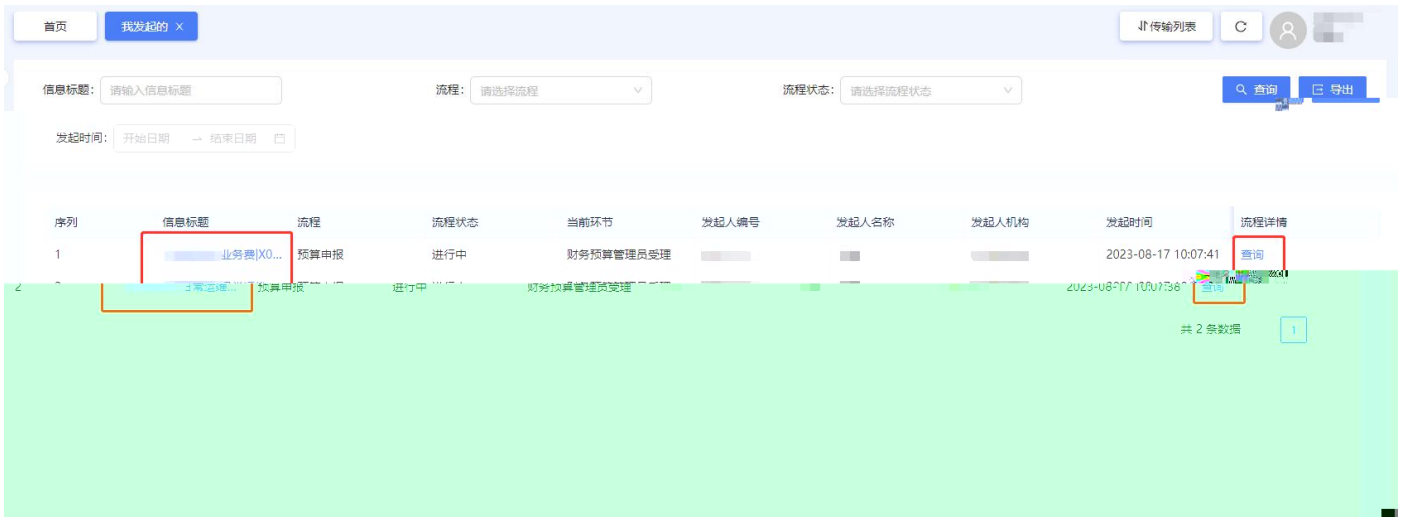 首页 我发起的 × 传输列表
信息标题: 请输入信息标题 流程: 请选择流程 流程状态: 请选择流程状态 查询 导出
发起时间: 开始日期 → 结束日期
序列 信息标题 流程 流程状态 当前环节 发起人编号 发起人名称 发起人机构 发起时间 流程详情
1 业务费|X0... 预算申报 进行中 财务预算管理员受理 2023-08-17 10:07:41 查询
2 预算申报 进行中 财务预算管理员受理 2023-08-17 查询
共 2 条数据 1